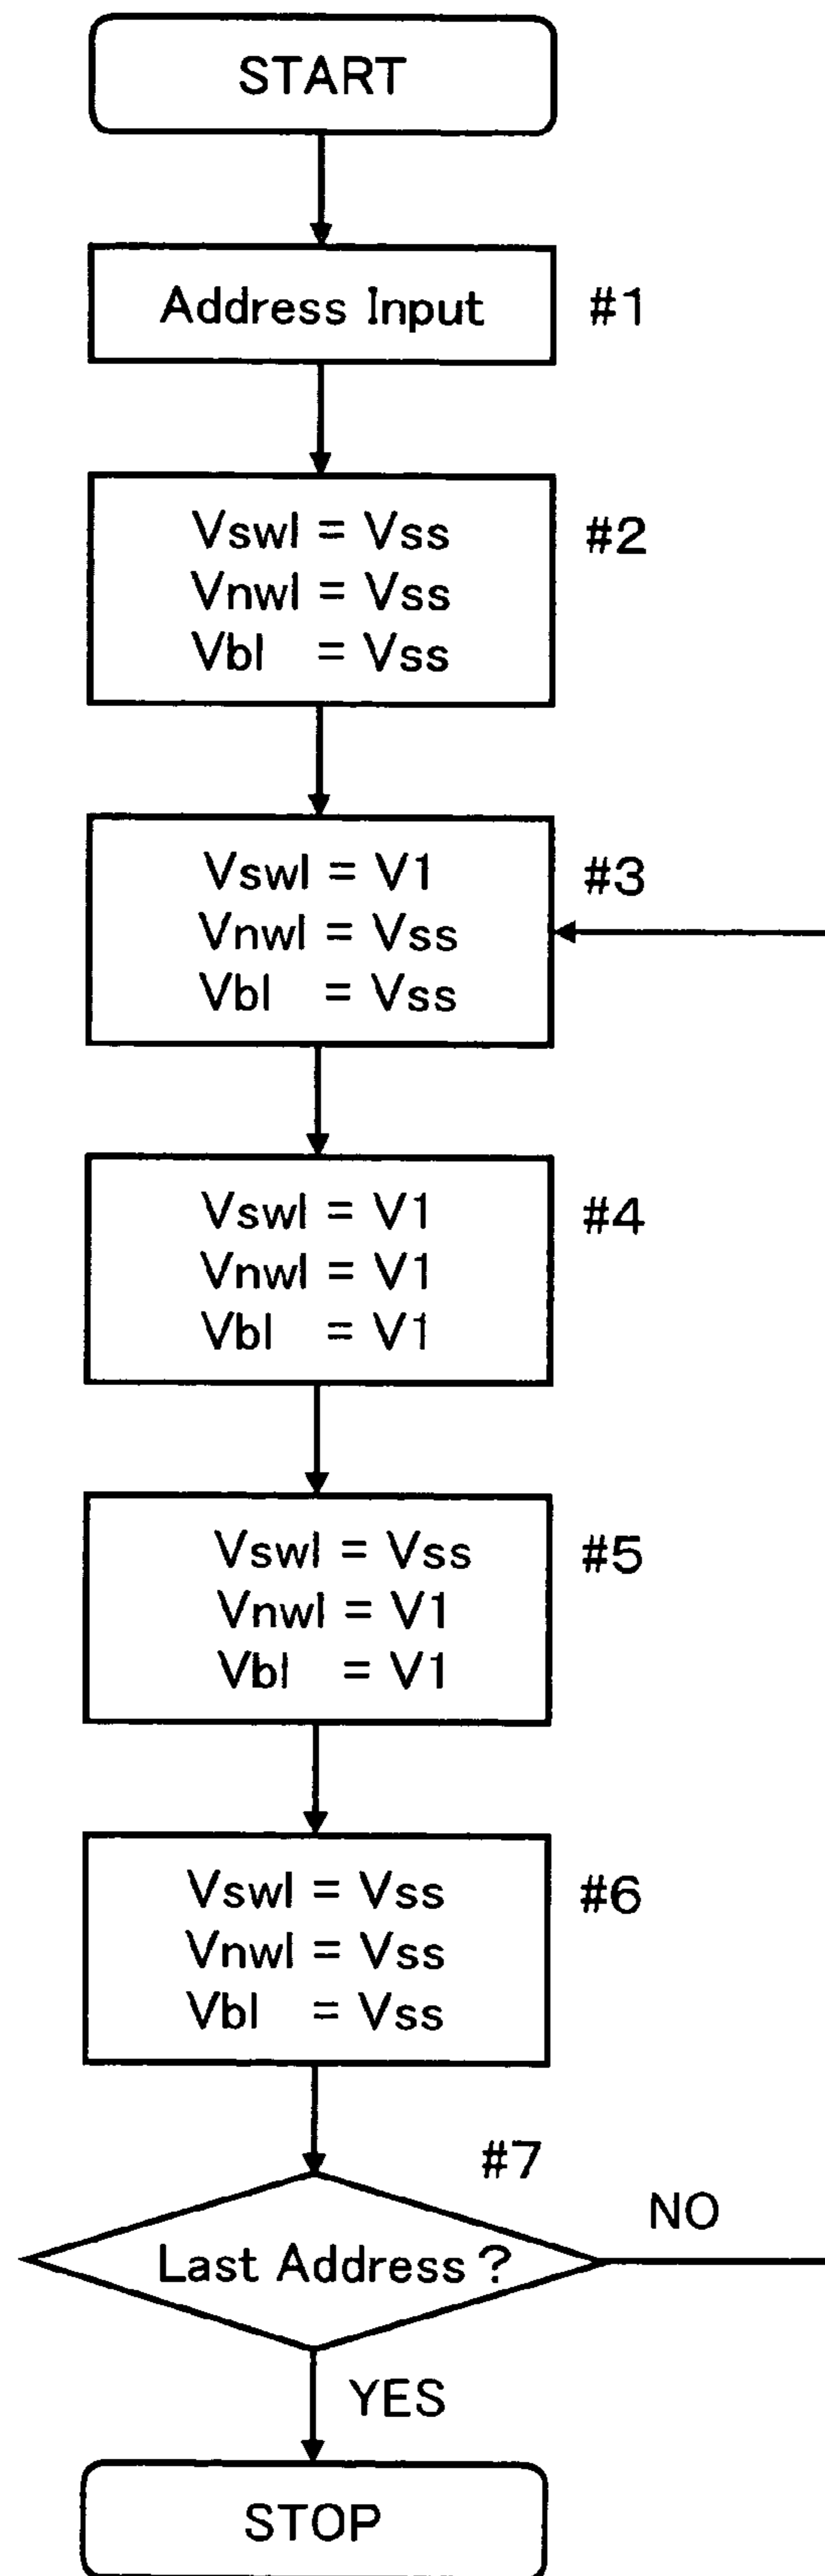 START
Address Input #1
Vswl = Vss #2
Vnwl = Vss
Vbl = Vss
Vswl = V1 #3
Vnwl = Vss
Vbl = Vss
Vswl = V1 #4
Vnwl = V1
Vbl = V1
Vswl = Vss #5
Vnwl = V1
Vbl = V1
Vswl = Vss #6
Vnwl = Vss
Vbl = Vss
#7
Last Address ? NO
YES
STOP